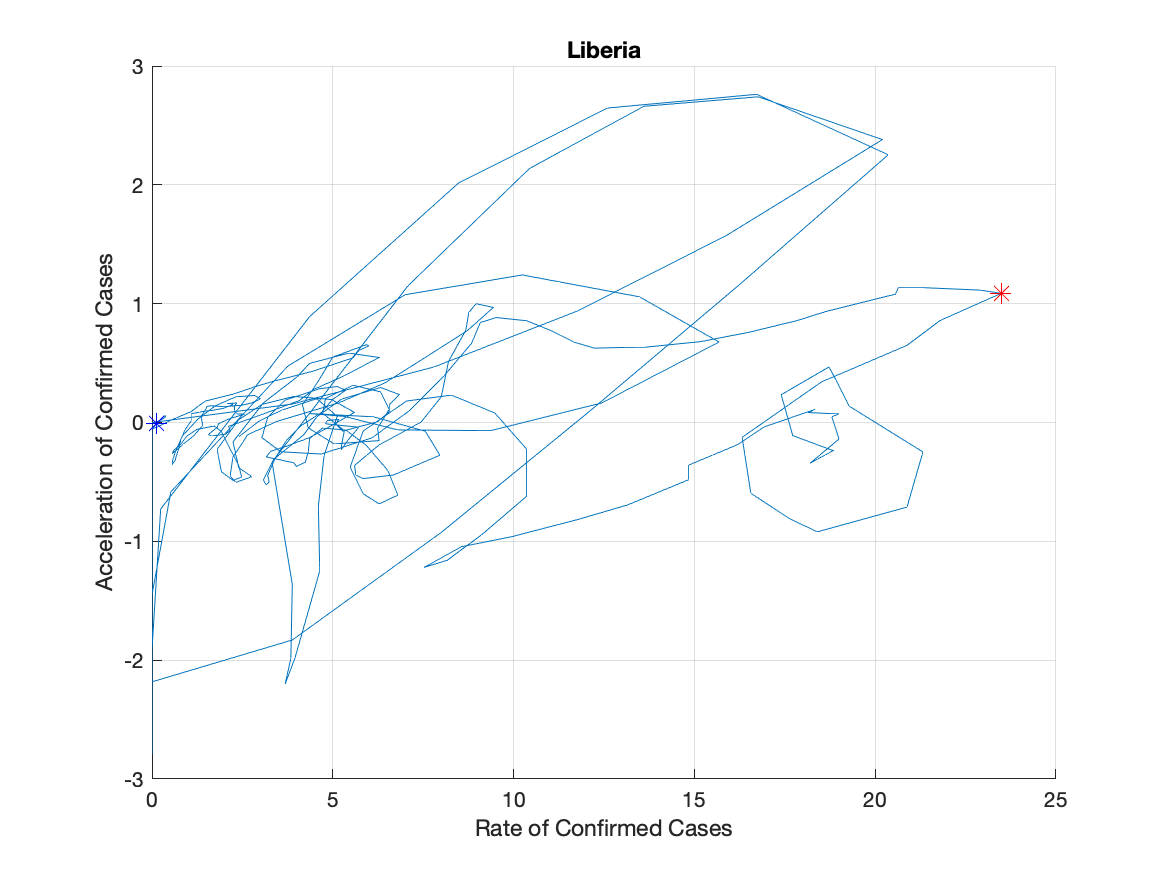 Liberia
3
2
1
0
-1
-2
-3
Acceleration of Confirmed Cases
0 5 10 15 20 25
Rate of Confirmed Cases